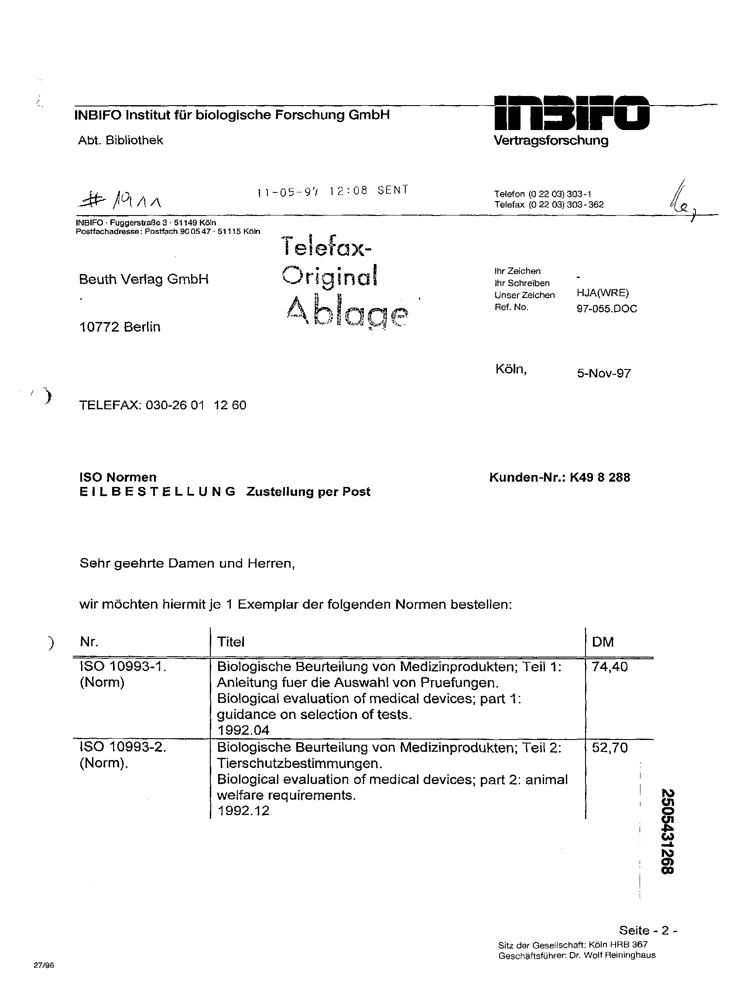 INBIFO Institut für biologische Forschung GmbH
INBIFO
Abt. Bibliothek
Vertragsforschung
# 1911
11-05-97 12:08 SENT
Telefon (0 22 03) 303-1
Telefax (0 22 03) 303-362
INBIFO · Fuggerstraße 3 · 51149 Köln
Postfachadresse: Postfach 90 05 47 · 51115 Köln
Telefax-
Original
Ablage
Beuth Verlag GmbH
10772 Berlin
Ihr Zeichen -
Ihr Schreiben
Unser Zeichen HJA(WRE)
Ref. No. 97-055.DOC
Köln, 5-Nov-97
TELEFAX: 030-26 01 12 60
ISO Normen Kunden-Nr.: K49 8 288
E I L B E S T E L L U N G Zustellung per Post
Sehr geehrte Damen und Herren,
wir möchten hiermit je 1 Exemplar der folgenden Normen bestellen:
Nr. Titel DM
ISO 10993-1. Biologische Beurteilung von Medizinprodukten; Teil 1: 74,40
(Norm) Anleitung fuer die Auswahl von Pruefungen.
Biological evaluation of medical devices; part 1:
guidance on selection of tests.
1992.04
ISO 10993-2. Biologische Beurteilung von Medizinprodukten; Teil 2: 52,70
(Norm). Tierschutzbestimmungen.
Biological evaluation of medical devices; part 2: animal
welfare requirements.
1992.12
2505431268
Seite - 2 -
Sitz der Gesellschaft: Köln HRB 367
Geschäftsführer: Dr. Wolf Reininghaus
27/96